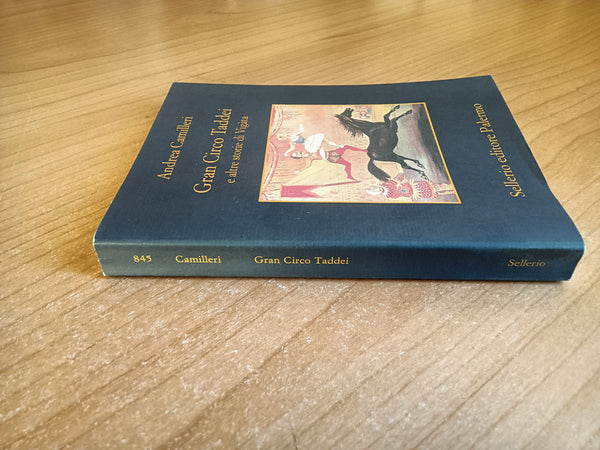 Andrea Camilleri
Gran Circo Taddei
e altre storie di Vigàta
Sellerio editore Palermo
845 Camilleri Gran Circo Taddei Sellerio